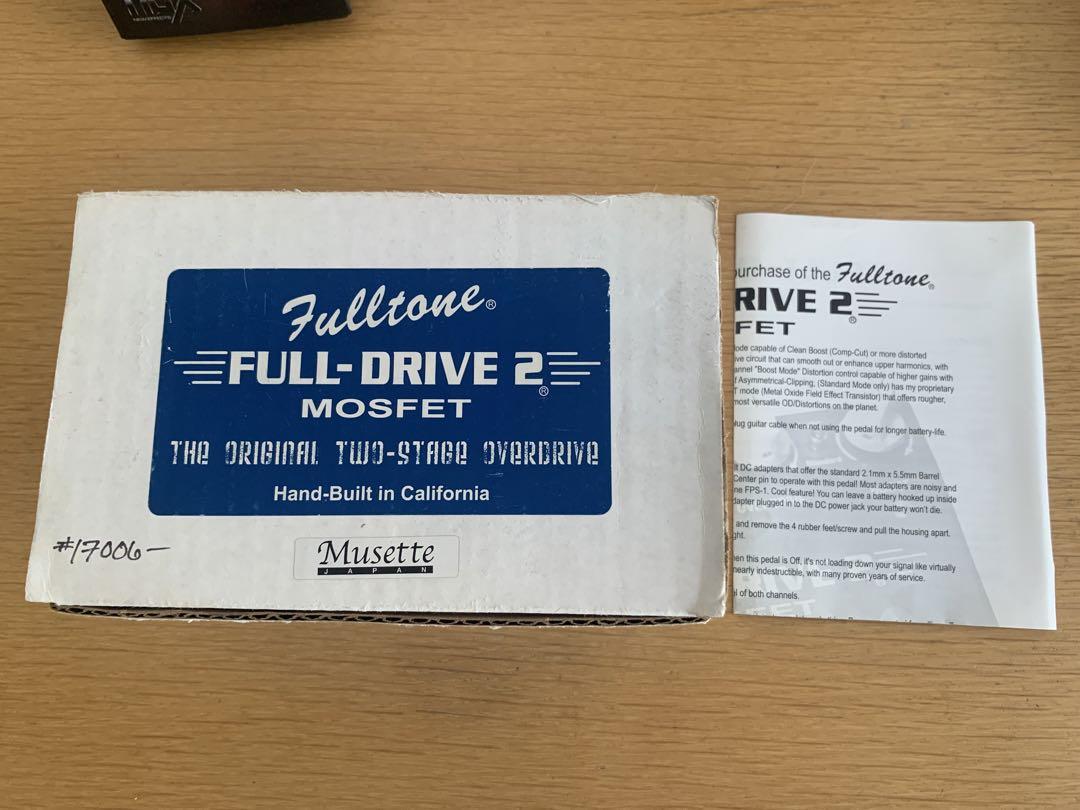 Fulltone®
FULL-DRIVE 2®
MOSFET
THE ORIGINAL TWO-STAGE OVERDRIVE
Hand-Built in California
#17006-
Musette
JAPAN
purchase of the Fulltone®
RIVE 2®
FET
ode capable of Clean Boost (Comp-Cut) or more distorted
ve circuit that can smooth out or enhance upper harmonics, with
annel "Boost Mode" Distortion control capable of higher gains with
f Asymmetrical-Clipping, (Standard Mode only) has my proprietary
T mode (Metal Oxide Field Effect Transistor) that offers rougher,
most versatile OD/Distortions on the planet.
plug guitar cable when not using the pedal for longer battery-life.
lt DC adapters that offer the standard 2.1mm x 5.5mm Barrel
Center pin to operate with this pedal! Most adapters are noisy and
ne FPS-1. Cool feature! You can leave a battery hooked up inside
dapter plugged in to the DC power jack your battery won't die.
and remove the 4 rubber feet/screw and pull the housing apart.
ght.
en this pedal is Off, it's not loading down your signal like virtually
nearly indestructible, with many proven years of service.
l of both channels.